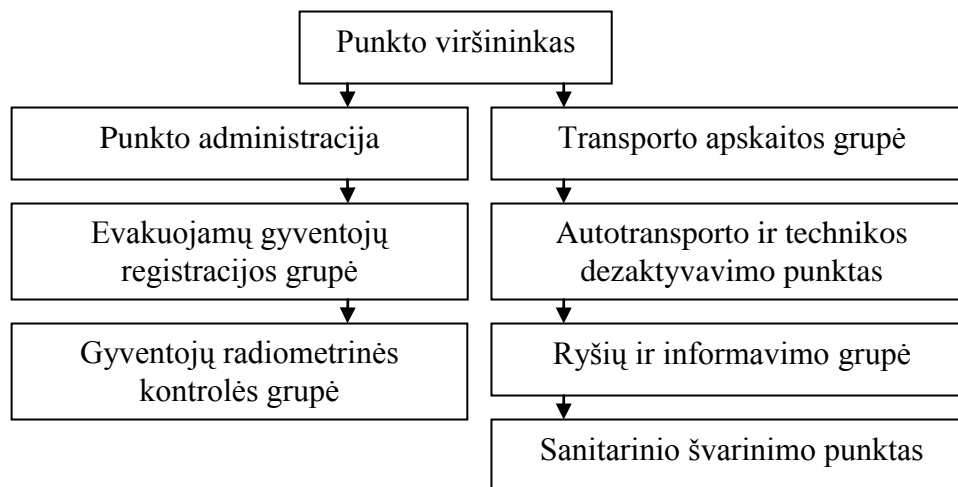 Punkto viršininkas
Punkto administracija
Transporto apskaitos grupė
Evakuojamų gyventojų
registracijos grupė
Autotransporto ir technikos
dezaktyvavimo punktas
Gyventojų radiometrinės
kontrolės grupė
Ryšių ir informavimo grupė
Sanitarinio švarinimo punktas